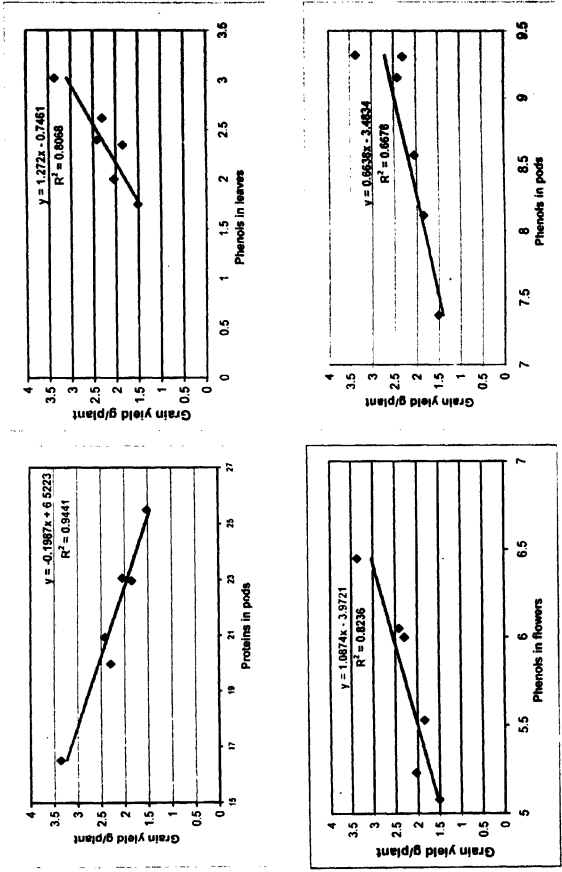 y = -0.1987x + 6 5223
R² = 0.9441
4
3.5
3
2.5
2
1.5
1
0.5
0
Grain yield g/plant
15 17 19 21 23 25 27
Proteins in pods
y = 1.272x - 0.7461
R² = 0.8068
4
3.5
3
2.5
2
1.5
1
0.5
0
Grain yield g/plant
0 0.5 1 1.5 2 2.5 3 3.5
Phenols in leaves
y = 1.0874x - 3.9721
R² = 0.8236
4
3.5
3
2.5
2
1.5
1
0.5
0
Grain yield g/plant
5 5.5 6 6.5 7
Phenols in flowers
y = 0.6638x - 3.4834
R² = 0.6678
4
3.5
3
2.5
2
1.5
1
0.5
0
Grain yield g/plant
7 7.5 8 8.5 9 9.5
Phenols in pods